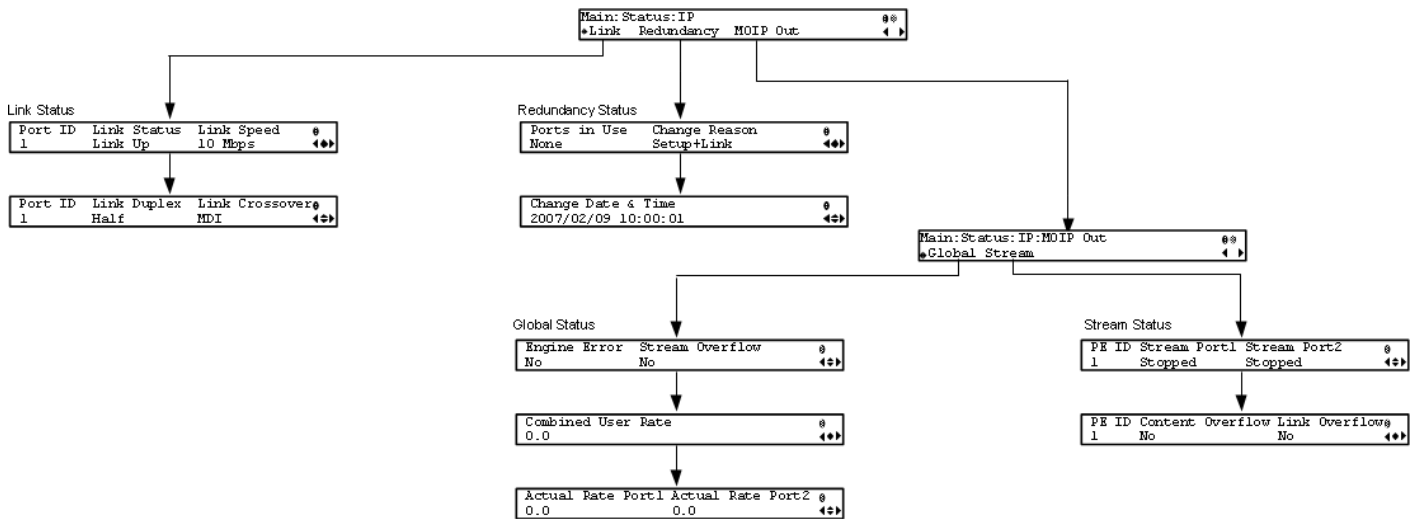 Main:Status:IP
Link Redundancy MOIP Out
Link Status
Port ID Link Status Link Speed
1 Link Up 10 Mbps
Port ID Link Duplex Link Crossover
1 Half MDI
Redundancy Status
Ports in Use Change Reason
None Setup+Link
Change Date & Time
2007/02/09 10:00:01
Main:Status:IP:MOIP Out
Global Stream
Global Status
Engine Error Stream Overflow
No No
Combined User Rate
0.0
Actual Rate Port1 Actual Rate Port2
0.0 0.0
Stream Status
PE ID Stream Port1 Stream Port2
1 Stopped Stopped
PE ID Content Overflow Link Overflow
1 No No